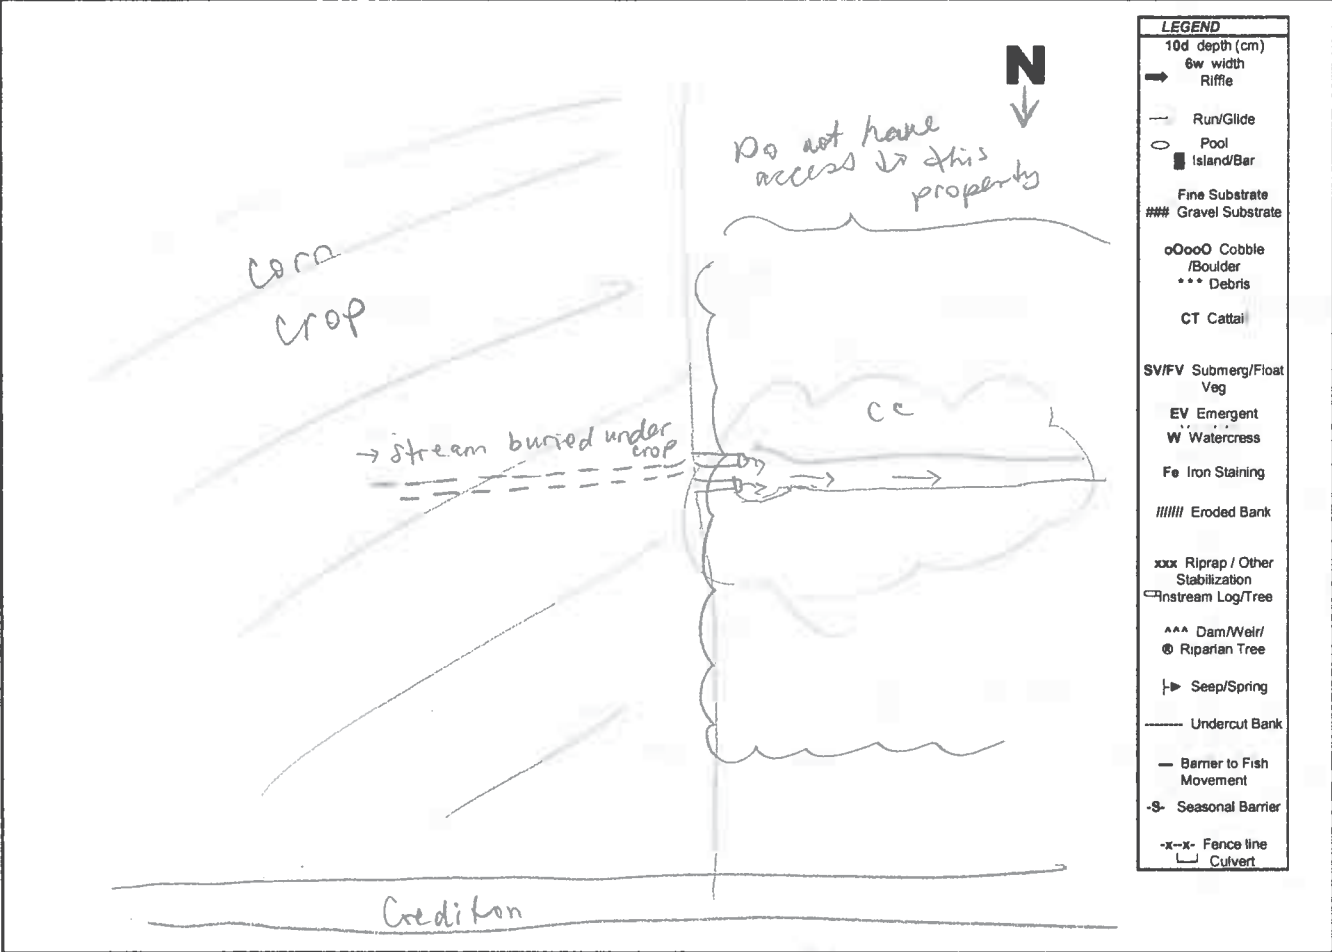 N
Do not have
access to this
property
corn
crop
cc
→ stream buried under
crop
Crediton
LEGEND
10d depth (cm)
6w width
Riffle
Run/Glide
Pool
Island/Bar
Fine Substrate
### Gravel Substrate
oOooO Cobble
/Boulder
*** Debris
CT Cattail
SV/FV Submerg/Float
Veg
EV Emergent
W Watercress
Fe Iron Staining
/////// Eroded Bank
xxx Riprap / Other
Stabilization
Instream Log/Tree
^^^ Dam/Weir/
® Riparian Tree
Seep/Spring
Undercut Bank
Barrier to Fish
Movement
-S- Seasonal Barrier
-x--x- Fence line
Culvert